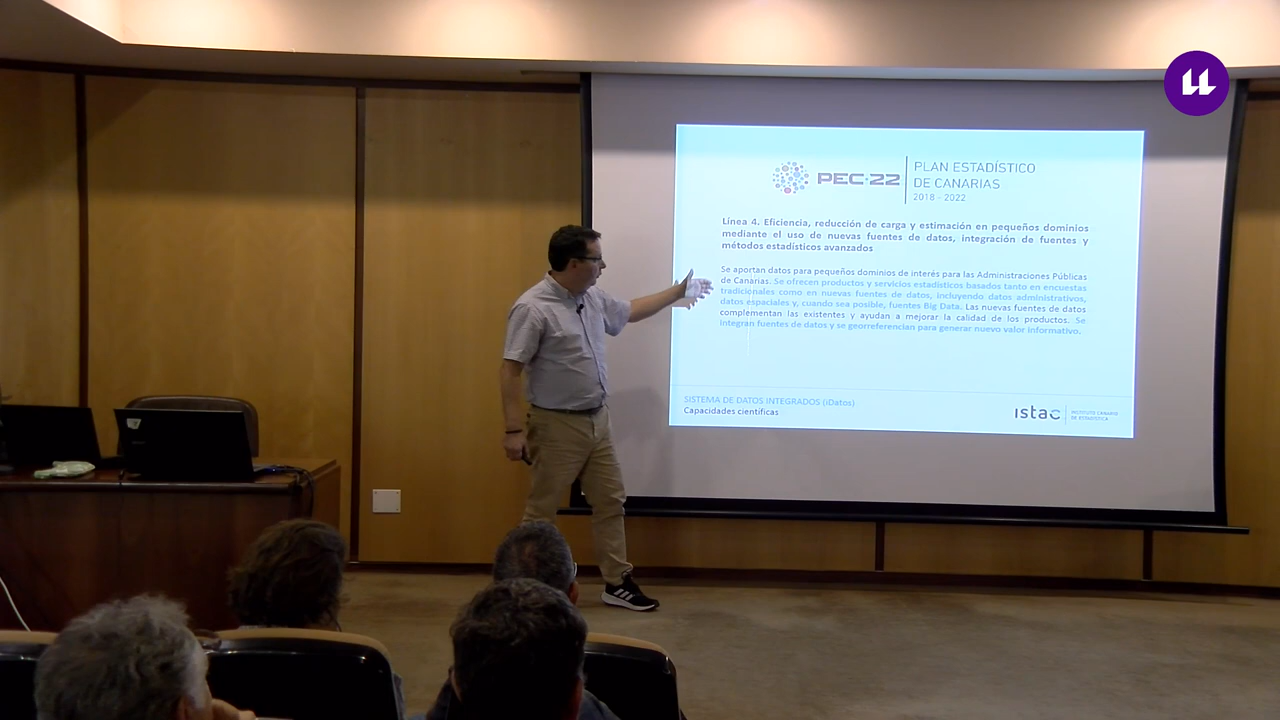 PEC-22
PLAN ESTADÍSTICO
DE CANARIAS
2018 - 2022
Línea 4. Eficiencia, reducción de carga y estimación en pequeños dominios
mediante el uso de nuevas fuentes de datos, integración de fuentes y
métodos estadísticos avanzados
Se aportan datos para pequeños dominios de interés para las Administraciones Públicas
de Canarias. Se ofrecen productos y servicios estadísticos basados tanto en encuestas
tradicionales como en nuevas fuentes de datos, incluyendo datos administrativos,
datos espaciales y, cuando sea posible, fuentes Big Data. Las nuevas fuentes de datos
complementan las existentes y ayudan a mejorar la calidad de los productos. Se
integran fuentes de datos y se georreferencian para generar nuevo valor informativo.
SISTEMA DE DATOS INTEGRADOS (iDatos)
Capacidades científicas
istac
INSTITUTO CANARIO
DE ESTADÍSTICA